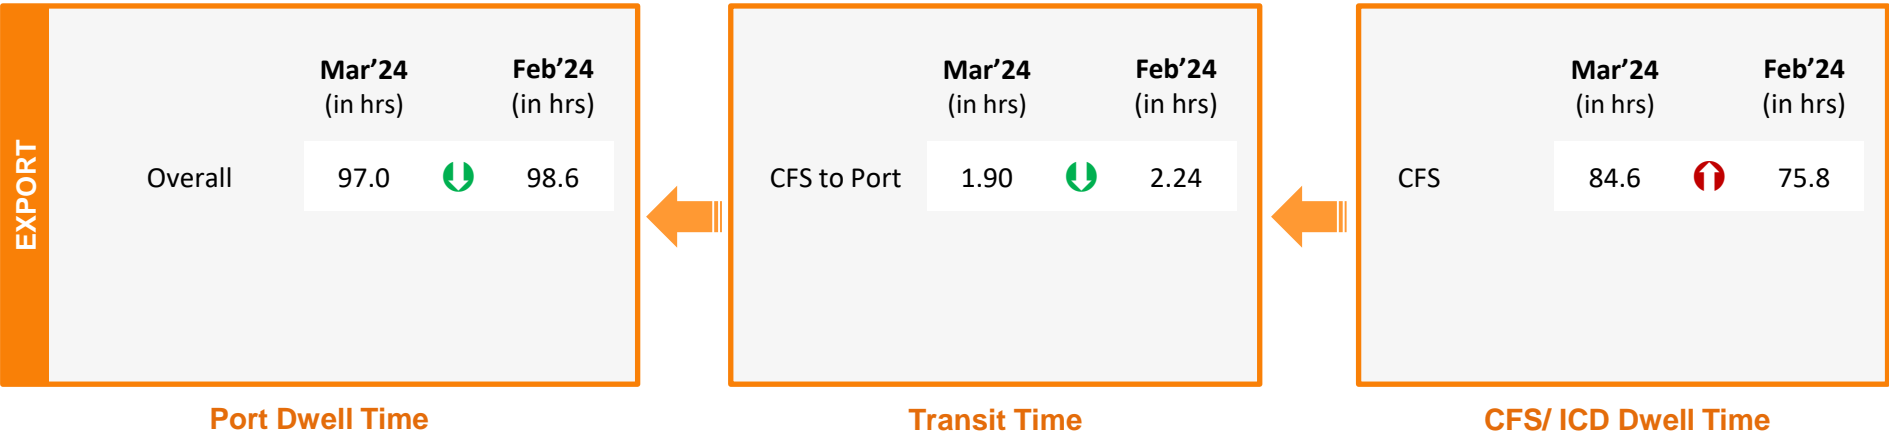 EXPORT
Mar’24 Feb’24
(in hrs) (in hrs)
Overall 97.0 98.6
Port Dwell Time
Mar’24 Feb’24
(in hrs) (in hrs)
CFS to Port 1.90 2.24
Transit Time
Mar’24 Feb’24
(in hrs) (in hrs)
CFS 84.6 75.8
CFS/ ICD Dwell Time